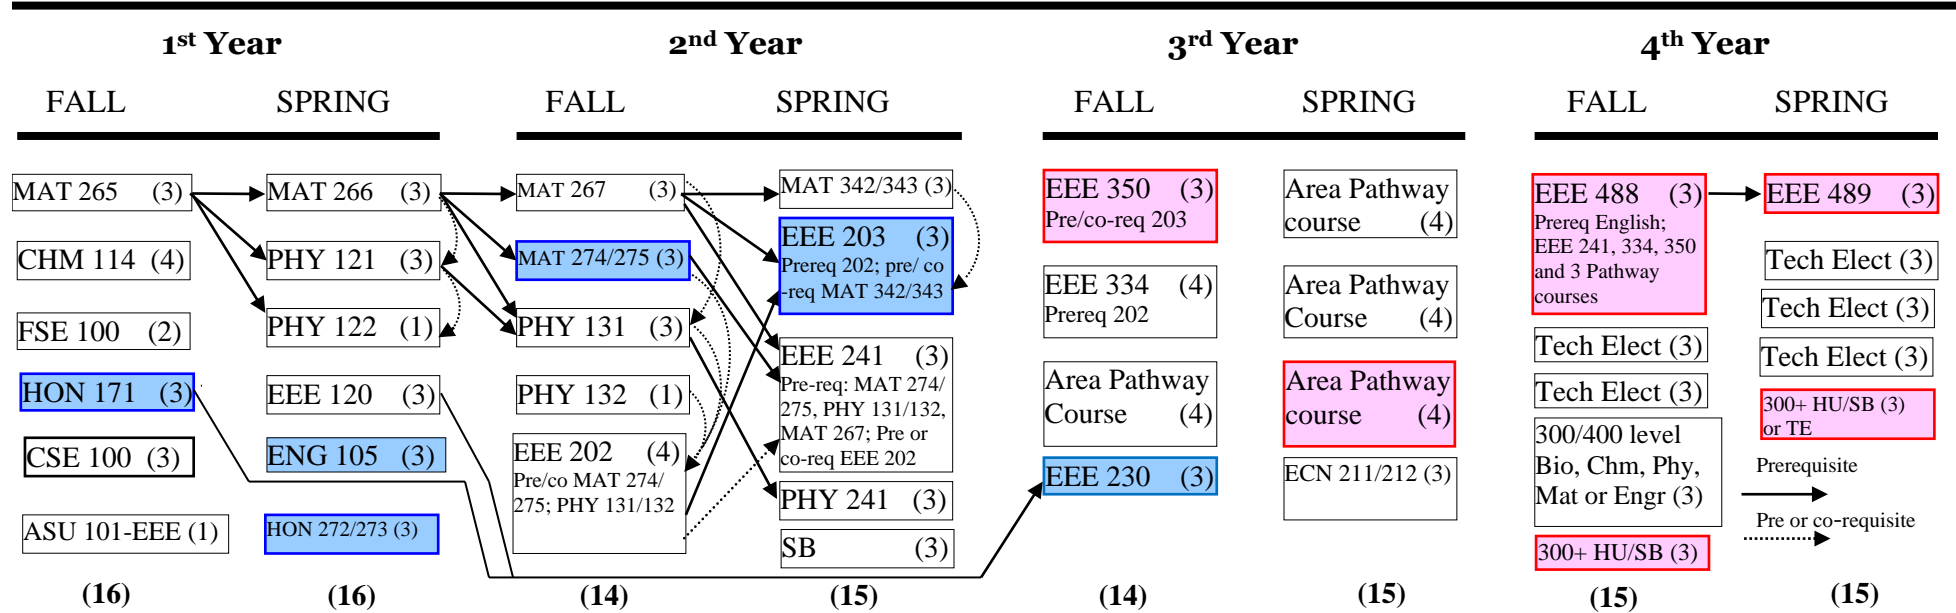 1st Year
FALL
SPRING
MAT 265 (3)
CHM 114 (4)
FSE 100 (2)
HON 171 (3)
CSE 100 (3)
ASU 101-EEE (1)
(16)
MAT 266 (3)
PHY 121 (3)
PHY 122 (1)
EEE 120 (3)
ENG 105 (3)
HON 272/273 (3)
(16)
2nd Year
FALL
SPRING
MAT 267 (3)
MAT 274/275 (3)
PHY 131 (3)
PHY 132 (1)
EEE 202 (4)
Pre/co MAT 274/
275; PHY 131/132
(14)
MAT 342/343 (3)
EEE 203 (3)
Prereq 202; pre/ co
-req MAT 342/343
EEE 241 (3)
Pre-req: MAT 274/
275, PHY 131/132,
MAT 267; Pre or
co-req EEE 202
PHY 241 (3)
SB (3)
(15)
3rd Year
FALL
SPRING
EEE 350 (3)
Pre/co-req 203
EEE 334 (4)
Prereq 202
Area Pathway
Course (4)
EEE 230 (3)
(14)
Area Pathway
course (4)
Area Pathway
Course (4)
Area Pathway
course (4)
ECN 211/212 (3)
(15)
4th Year
FALL
SPRING
EEE 488 (3)
Prereq English;
EEE 241, 334, 350
and 3 Pathway
courses
Tech Elect (3)
Tech Elect (3)
300/400 level
Bio, Chm, Phy,
Mat or Engr (3)
300+ HU/SB (3)
(15)
EEE 489 (3)
Tech Elect (3)
Tech Elect (3)
Tech Elect (3)
300+ HU/SB (3)
or TE
Prerequisite
Pre or co-requisite
(15)